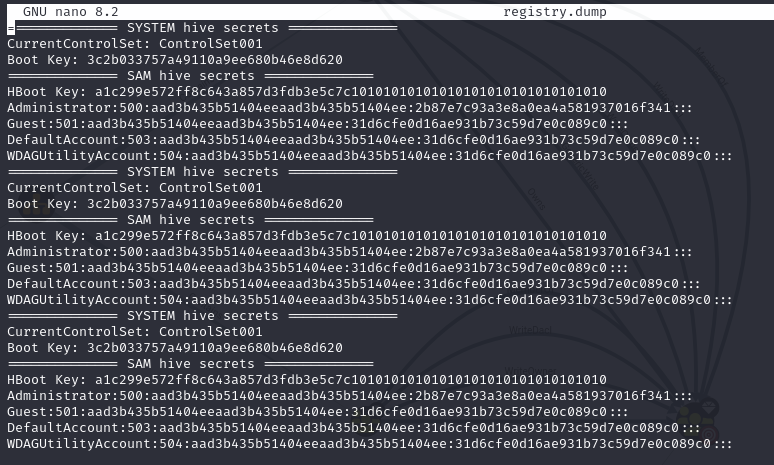 GNU nano 8.2 registry.dump
============== SYSTEM hive secrets ==============
CurrentControlSet: ControlSet001
Boot Key: 3c2b033757a49110a9ee680b46e8d620
============== SAM hive secrets ==============
HBoot Key: a1c299e572ff8c643a857d3fdb3e5c7c10101010101010101010101010101010
Administrator:500:aad3b435b51404eeaad3b435b51404ee:2b87e7c93a3e8a0ea4a581937016f341:::
Guest:501:aad3b435b51404eeaad3b435b51404ee:31d6cfe0d16ae931b73c59d7e0c089c0:::
DefaultAccount:503:aad3b435b51404eeaad3b435b51404ee:31d6cfe0d16ae931b73c59d7e0c089c0:::
WDAGUtilityAccount:504:aad3b435b51404eeaad3b435b51404ee:31d6cfe0d16ae931b73c59d7e0c089c0:::
============== SYSTEM hive secrets ==============
CurrentControlSet: ControlSet001
Boot Key: 3c2b033757a49110a9ee680b46e8d620
============== SAM hive secrets ==============
HBoot Key: a1c299e572ff8c643a857d3fdb3e5c7c10101010101010101010101010101010
Administrator:500:aad3b435b51404eeaad3b435b51404ee:2b87e7c93a3e8a0ea4a581937016f341:::
Guest:501:aad3b435b51404eeaad3b435b51404ee:31d6cfe0d16ae931b73c59d7e0c089c0:::
DefaultAccount:503:aad3b435b51404eeaad3b435b51404ee:31d6cfe0d16ae931b73c59d7e0c089c0:::
WDAGUtilityAccount:504:aad3b435b51404eeaad3b435b51404ee:31d6cfe0d16ae931b73c59d7e0c089c0:::
============== SYSTEM hive secrets ==============
CurrentControlSet: ControlSet001
Boot Key: 3c2b033757a49110a9ee680b46e8d620
============== SAM hive secrets ==============
HBoot Key: a1c299e572ff8c643a857d3fdb3e5c7c10101010101010101010101010101010
Administrator:500:aad3b435b51404eeaad3b435b51404ee:2b87e7c93a3e8a0ea4a581937016f341:::
Guest:501:aad3b435b51404eeaad3b435b51404ee:31d6cfe0d16ae931b73c59d7e0c089c0:::
DefaultAccount:503:aad3b435b51404eeaad3b435b51404ee:31d6cfe0d16ae931b73c59d7e0c089c0:::
WDAGUtilityAccount:504:aad3b435b51404eeaad3b435b51404ee:31d6cfe0d16ae931b73c59d7e0c089c0:::